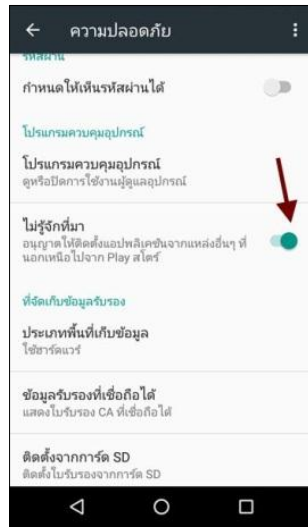 ความปลอดภัย
รหัสผ่าน
กำหนดให้เห็นรหัสผ่านได้
โปรแกรมควบคุมอุปกรณ์
โปรแกรมควบคุมอุปกรณ์
ดูหรือปิดการใช้งานผู้ดูแลอุปกรณ์
ไม่รู้จักที่มา
อนุญาตให้ติดตั้งแอปพลิเคชันจากแหล่งอื่นๆ ที่
นอกเหนือไปจาก Play สโตร์
ที่จัดเก็บข้อมูลรับรอง
ประเภทพื้นที่เก็บข้อมูล
ใช้ฮาร์ดแวร์
ข้อมูลรับรองที่เชื่อถือได้
แสดงใบรับรอง CA ที่เชื่อถือได้
ติดตั้งจากการ์ด SD
ติดตั้งใบรับรองจากการ์ด SD